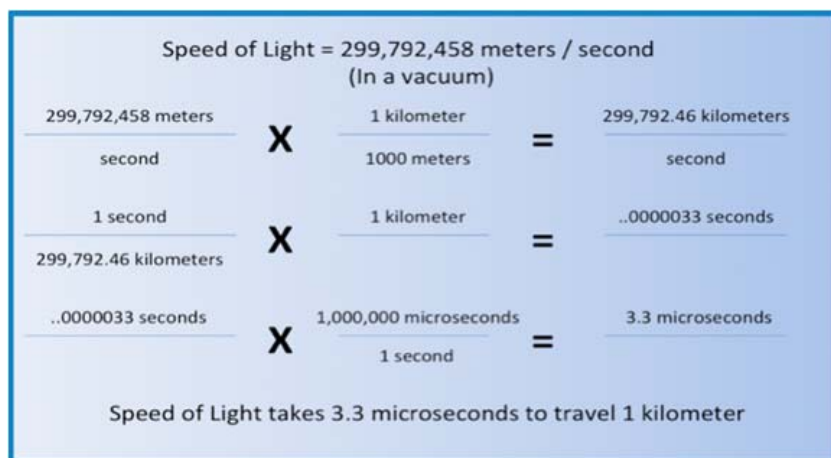 Speed of Light = 299,792,458 meters / second
(In a vacuum)
299,792,458 meters
second
X
1 kilometer
1000 meters
=
299,792.46 kilometers
second
1 second
299,792.46 kilometers
X
1 kilometer
=
..0000033 seconds
..0000033 seconds
X
1,000,000 microseconds
1 second
=
3.3 microseconds
Speed of Light takes 3.3 microseconds to travel 1 kilometer